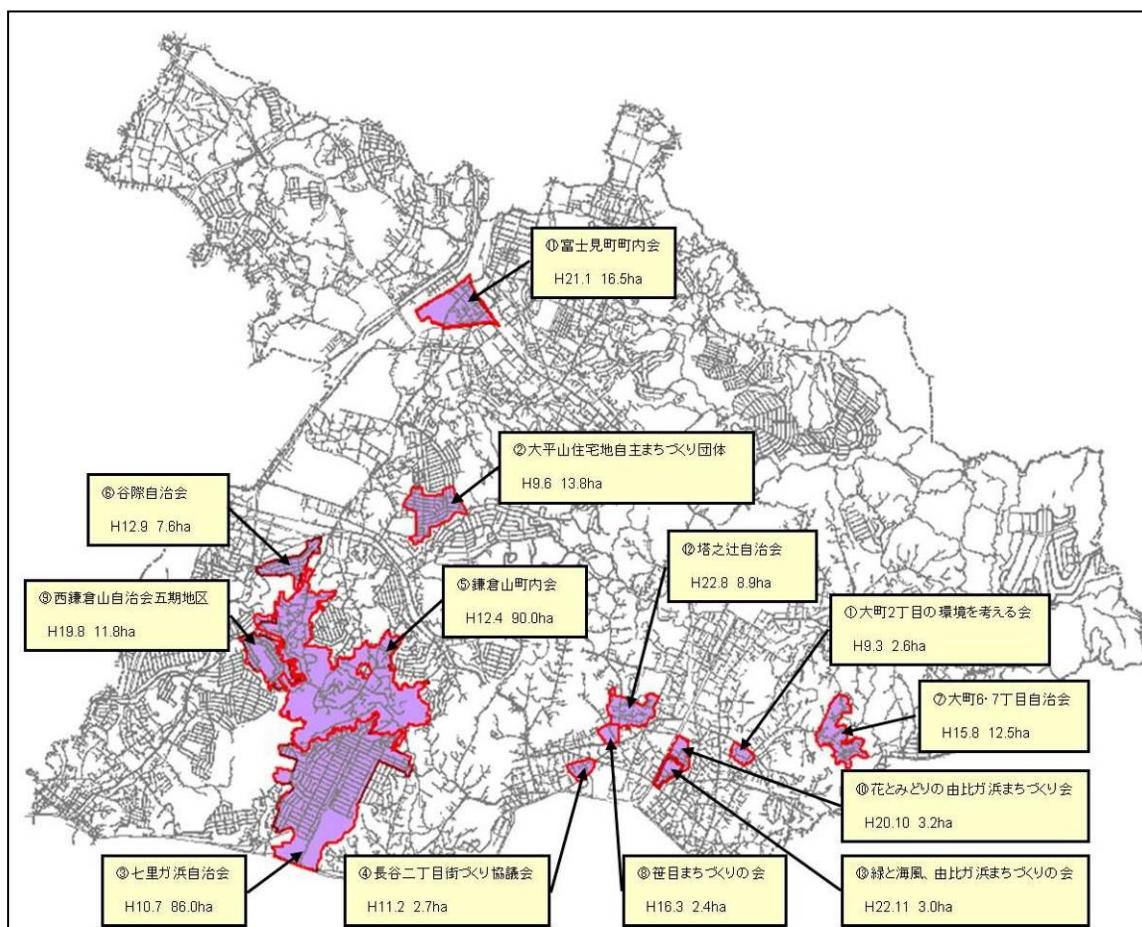 ⑪富士見町町内会
H21.1 16.5ha
②大平山住宅地自主まちづくり団体
H9.6 13.8ha
⑥谷際自治会
H12.9 7.6ha
⑫塔之辻自治会
H22.8 8.9ha
⑨西鎌倉山自治会五期地区
H19.8 11.8ha
⑤鎌倉山町内会
H12.4 90.0ha
①大町2丁目の環境を考える会
H9.3 2.6ha
⑦大町6・7丁目自治会
H15.8 12.5ha
⑩花とみどりの由比ガ浜まちづくり会
H20.10 3.2ha
③七里ガ浜自治会
H10.7 86.0ha
④長谷二丁目街づくり協議会
H11.2 2.7ha
⑧笹目まちづくりの会
H16.3 2.4ha
⑬緑と海風、由比ガ浜まちづくりの会
H22.11 3.0ha